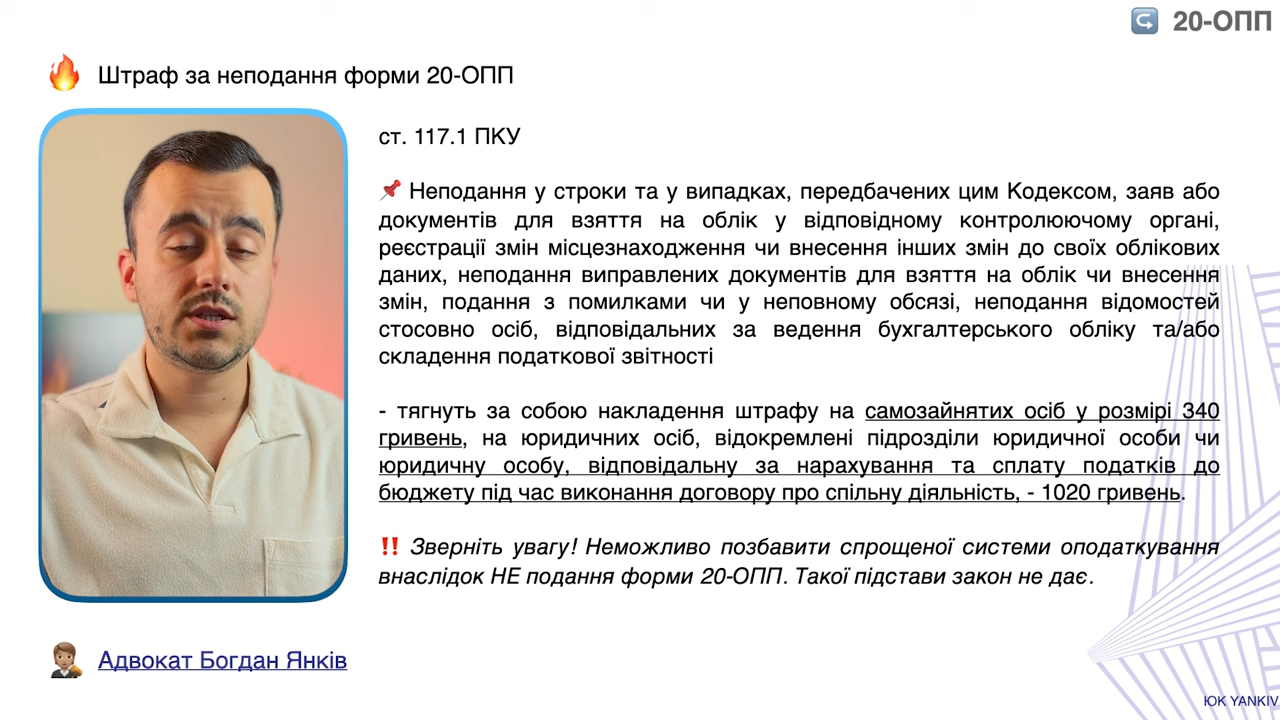 20-ОПП
Штраф за неподання форми 20-ОПП
ст. 117.1 ПКУ
Неподання у строки та у випадках, передбачених цим Кодексом, заяв або
документів для взяття на облік у відповідному контролюючому органі,
реєстрації змін місцезнаходження чи внесення інших змін до своїх облікових
даних, неподання виправлених документів для взяття на облік чи внесення
змін, подання з помилками чи у неповному обсязі, неподання відомостей
стосовно осіб, відповідальних за ведення бухгалтерського обліку та/або
складення податкової звітності
- тягнуть за собою накладення штрафу на самозайнятих осіб у розмірі 340
гривень, на юридичних осіб, відокремлені підрозділи юридичної особи чи
юридичну особу, відповідальну за нарахування та сплату податків до
бюджету під час виконання договору про спільну діяльність, - 1020 гривень.
‼ Зверніть увагу! Неможливо позбавити спрощеної системи оподаткування
внаслідок НЕ подання форми 20-ОПП. Такої підстави закон не дає.
Адвокат Богдан Янків
ЮК YANKIV